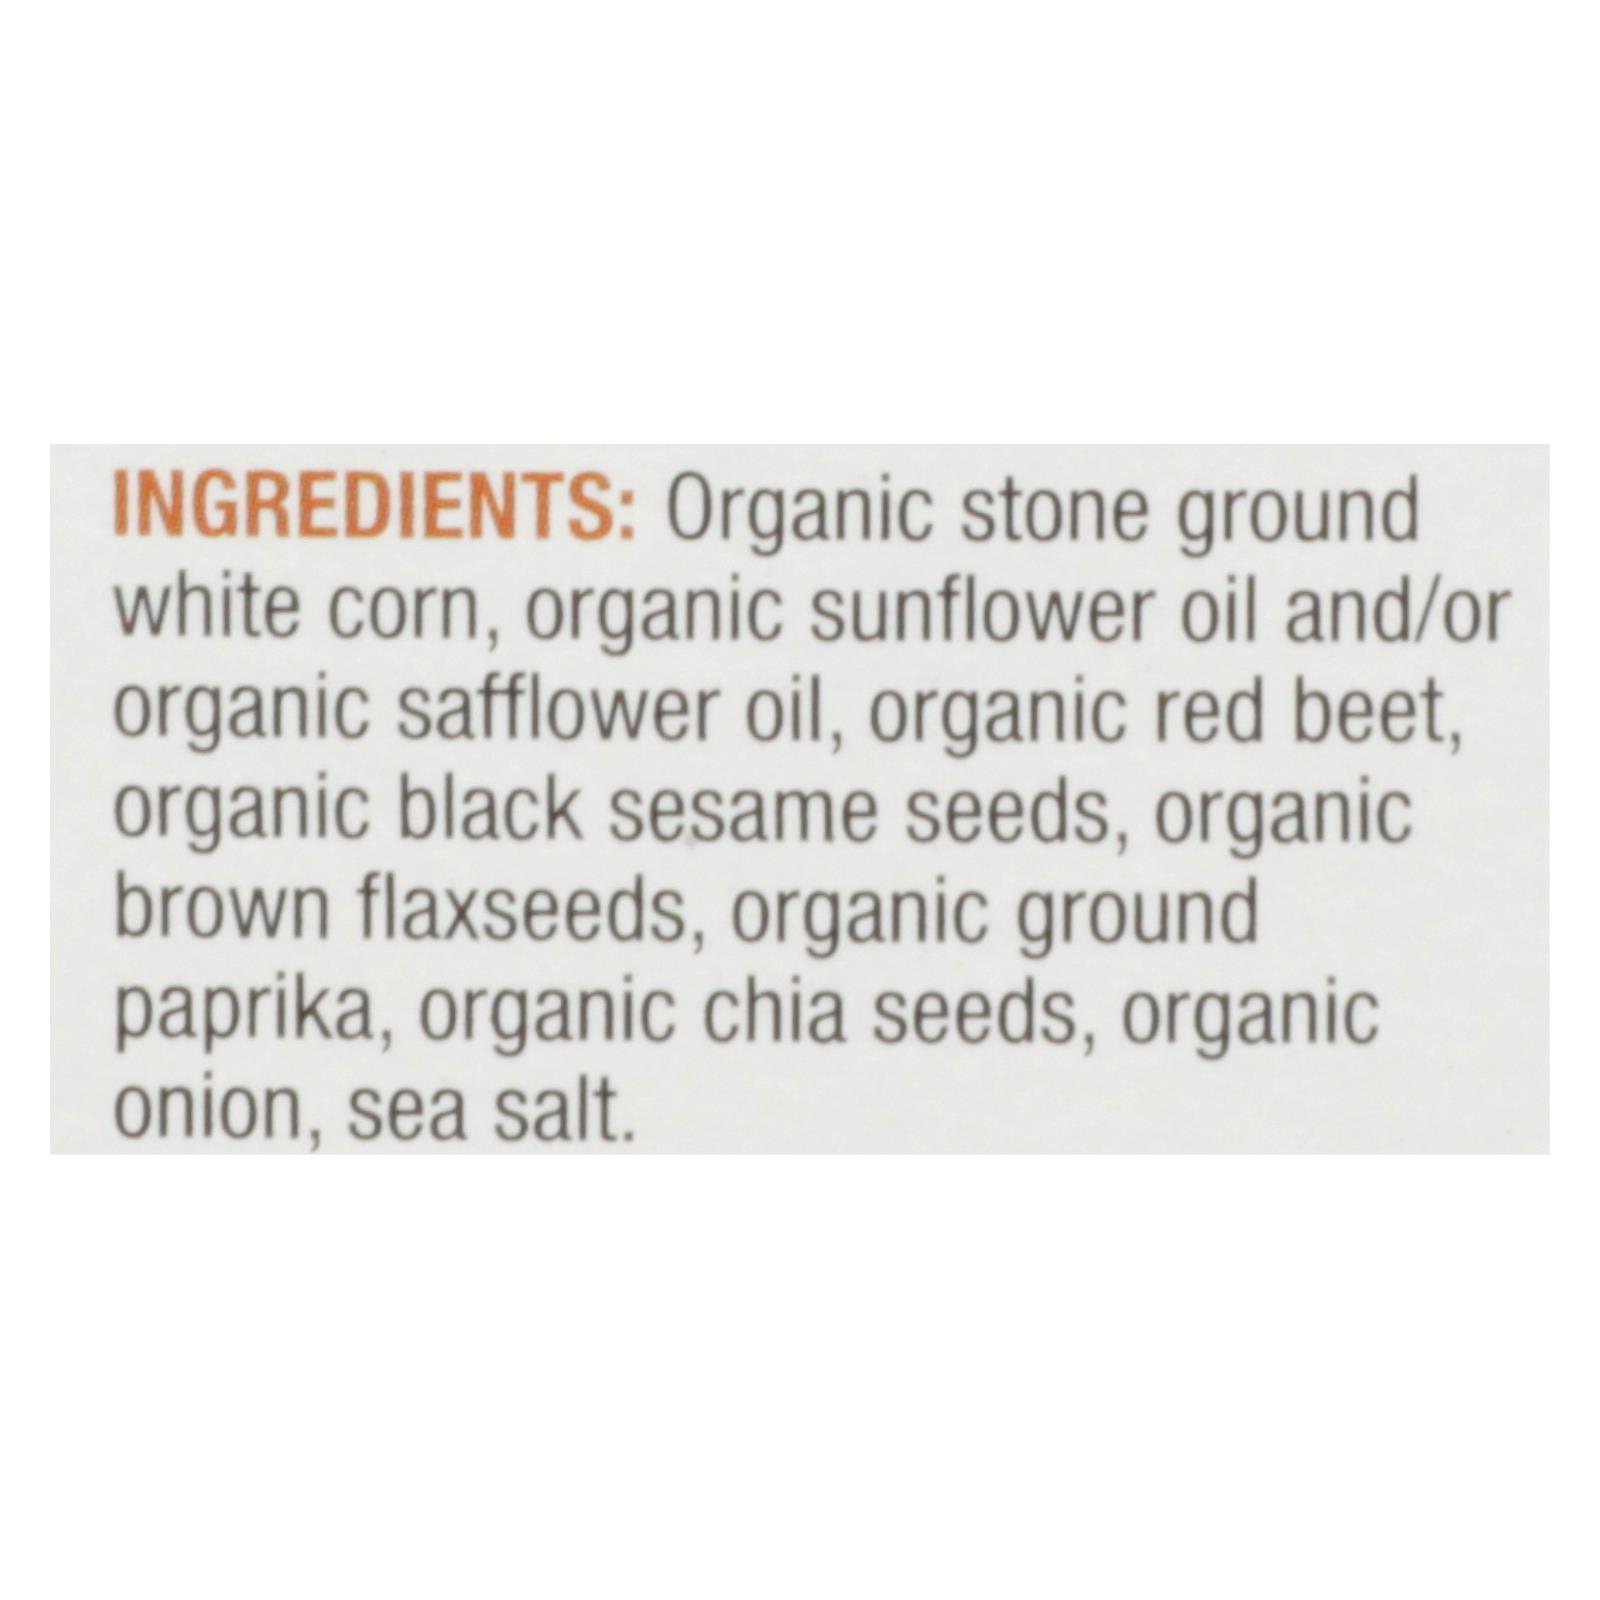 INGREDIENTS: Organic stone ground
white corn, organic sunflower oil and/or
organic safflower oil, organic red beet,
organic black sesame seeds, organic
brown flaxseeds, organic ground
paprika, organic chia seeds, organic
onion, sea salt.